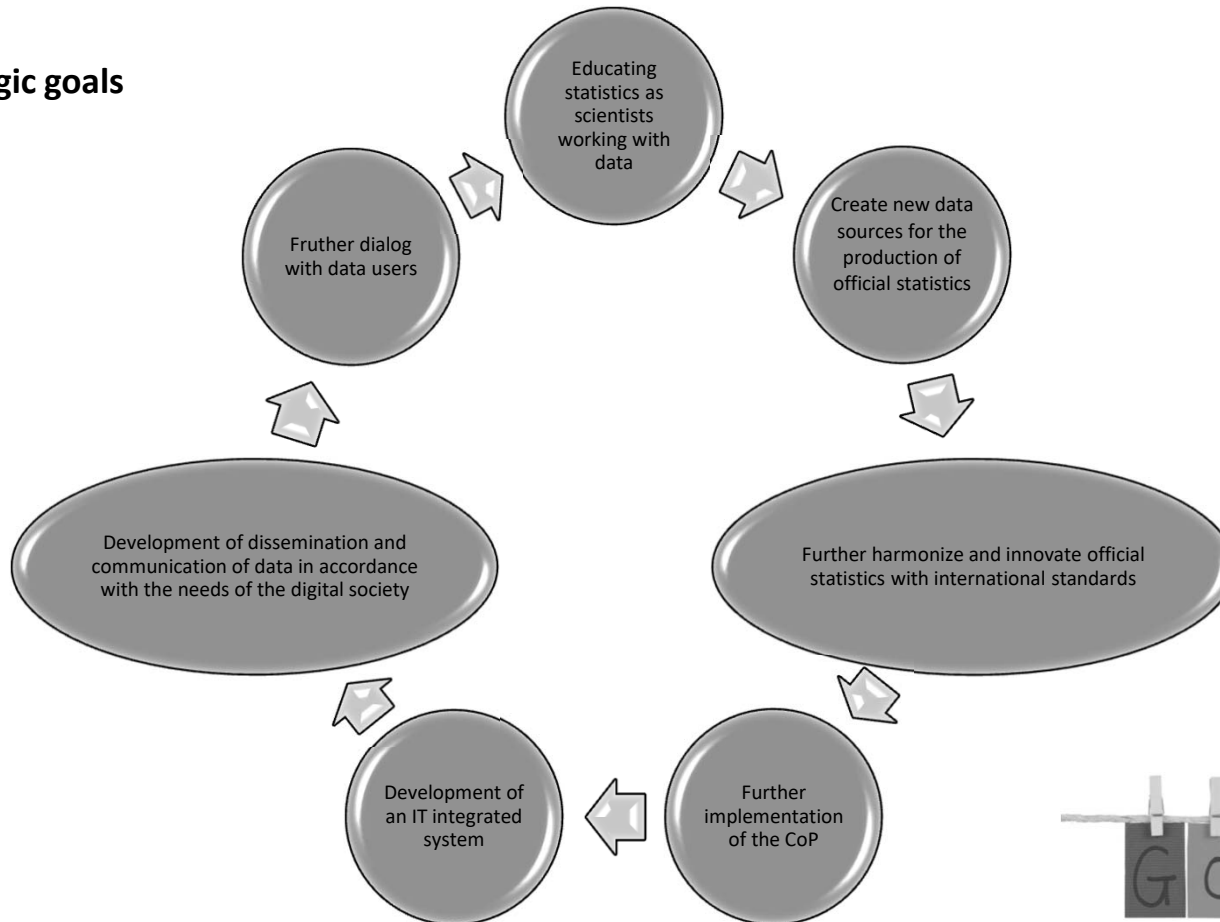 gic goals
Educating
statistics as
scientists
working with
data
Create new data
sources for the
production of
official statistics
Fruther dialog
with data users
Development of dissemination and
communication of data in accordance
with the needs of the digital society
Further harmonize and innovate official
statistics with international standards
Development of
an IT integrated
system
Further
implementation
of the CoP
G